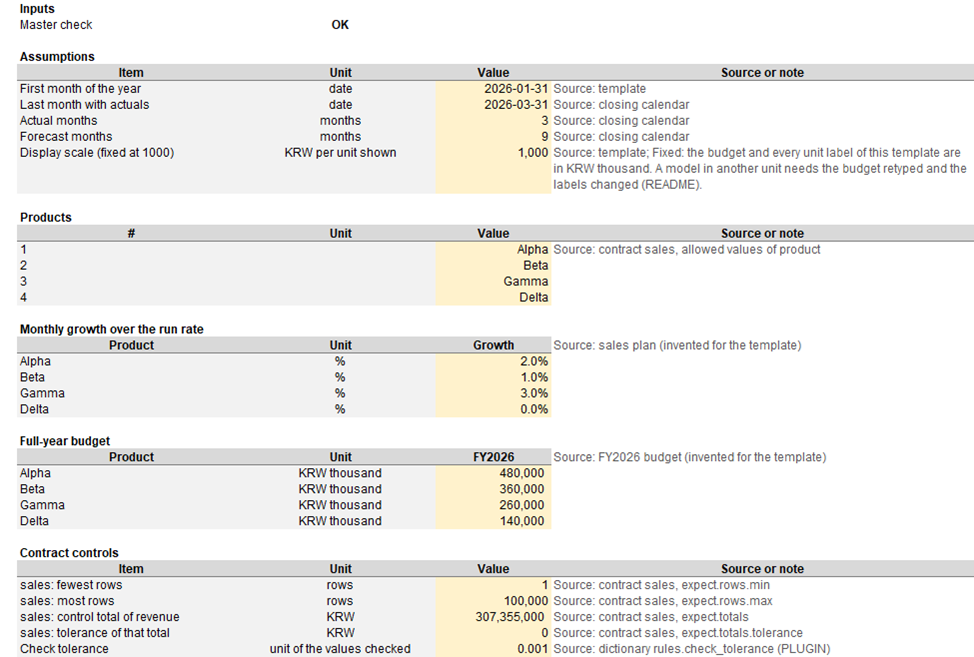 Inputs
Master check OK
Assumptions
Item Unit Value Source or note
First month of the year date 2026-01-31 Source: template
Last month with actuals date 2026-03-31 Source: closing calendar
Actual months months 3 Source: closing calendar
Forecast months months 9 Source: closing calendar
Display scale (fixed at 1000) KRW per unit shown 1,000 Source: template; Fixed: the budget and every unit label of this template are
in KRW thousand. A model in another unit needs the budget retyped and the
labels changed (README).
Products
# Unit Value Source or note
1 Alpha Source: contract sales, allowed values of product
2 Beta
3 Gamma
4 Delta
Monthly growth over the run rate
Product Unit Growth Source: sales plan (invented for the template)
Alpha % 2.0%
Beta % 1.0%
Gamma % 3.0%
Delta % 0.0%
Full-year budget
Product Unit FY2026 Source: FY2026 budget (invented for the template)
Alpha KRW thousand 480,000
Beta KRW thousand 360,000
Gamma KRW thousand 260,000
Delta KRW thousand 140,000
Contract controls
Item Unit Value Source or note
sales: fewest rows rows 1 Source: contract sales, expect.rows.min
sales: most rows rows 100,000 Source: contract sales, expect.rows.max
sales: control total of revenue KRW 307,355,000 Source: contract sales, expect.totals
sales: tolerance of that total KRW 0 Source: contract sales, expect.totals.tolerance
Check tolerance unit of the values checked 0.001 Source: dictionary rules.check_tolerance (PLUGIN)